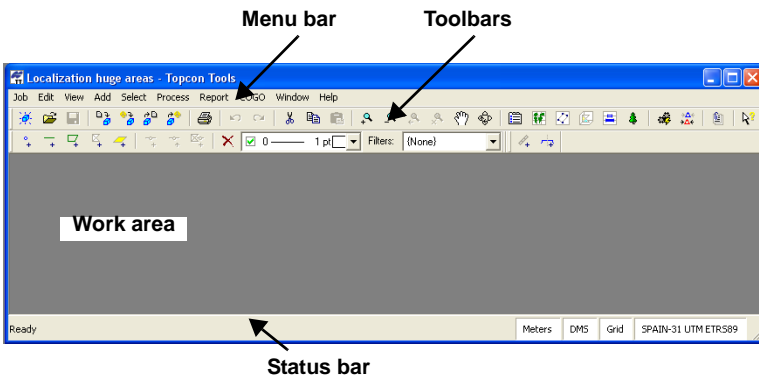 Menu bar Toolbars
Localization huge areas - Topcon Tools
Job Edit View Add Select Process Report COGO Window Help
0 1 pt Filters: {None}
Work area
Ready Meters DMS Grid SPAIN-31 UTM ETRS89
Status bar